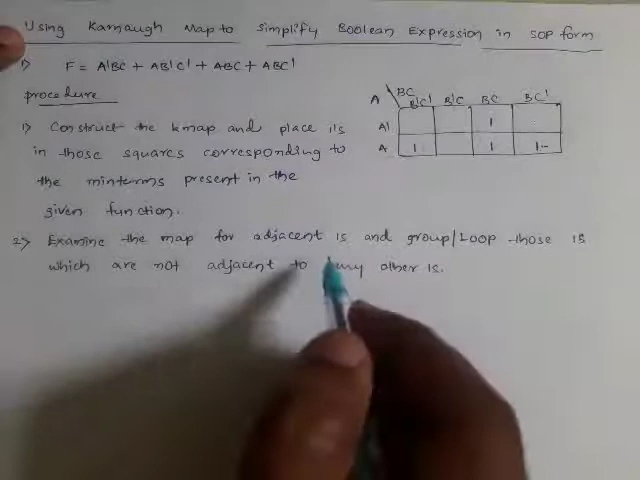 Using Karnaugh Map to simplify Boolean Expression in SOP form
1) F = A'BC + AB'C' + ABC + ABC'
procedure
A BC B'C' B'C BC BC'
A' 1
A 1 1 1
1) Construct the kmap and place 1s
in those squares corresponding to
the minterms present in the
given function.
2) Examine the map for adjacent 1s and group/Loop those 1s
which are not adjacent to any other 1s.